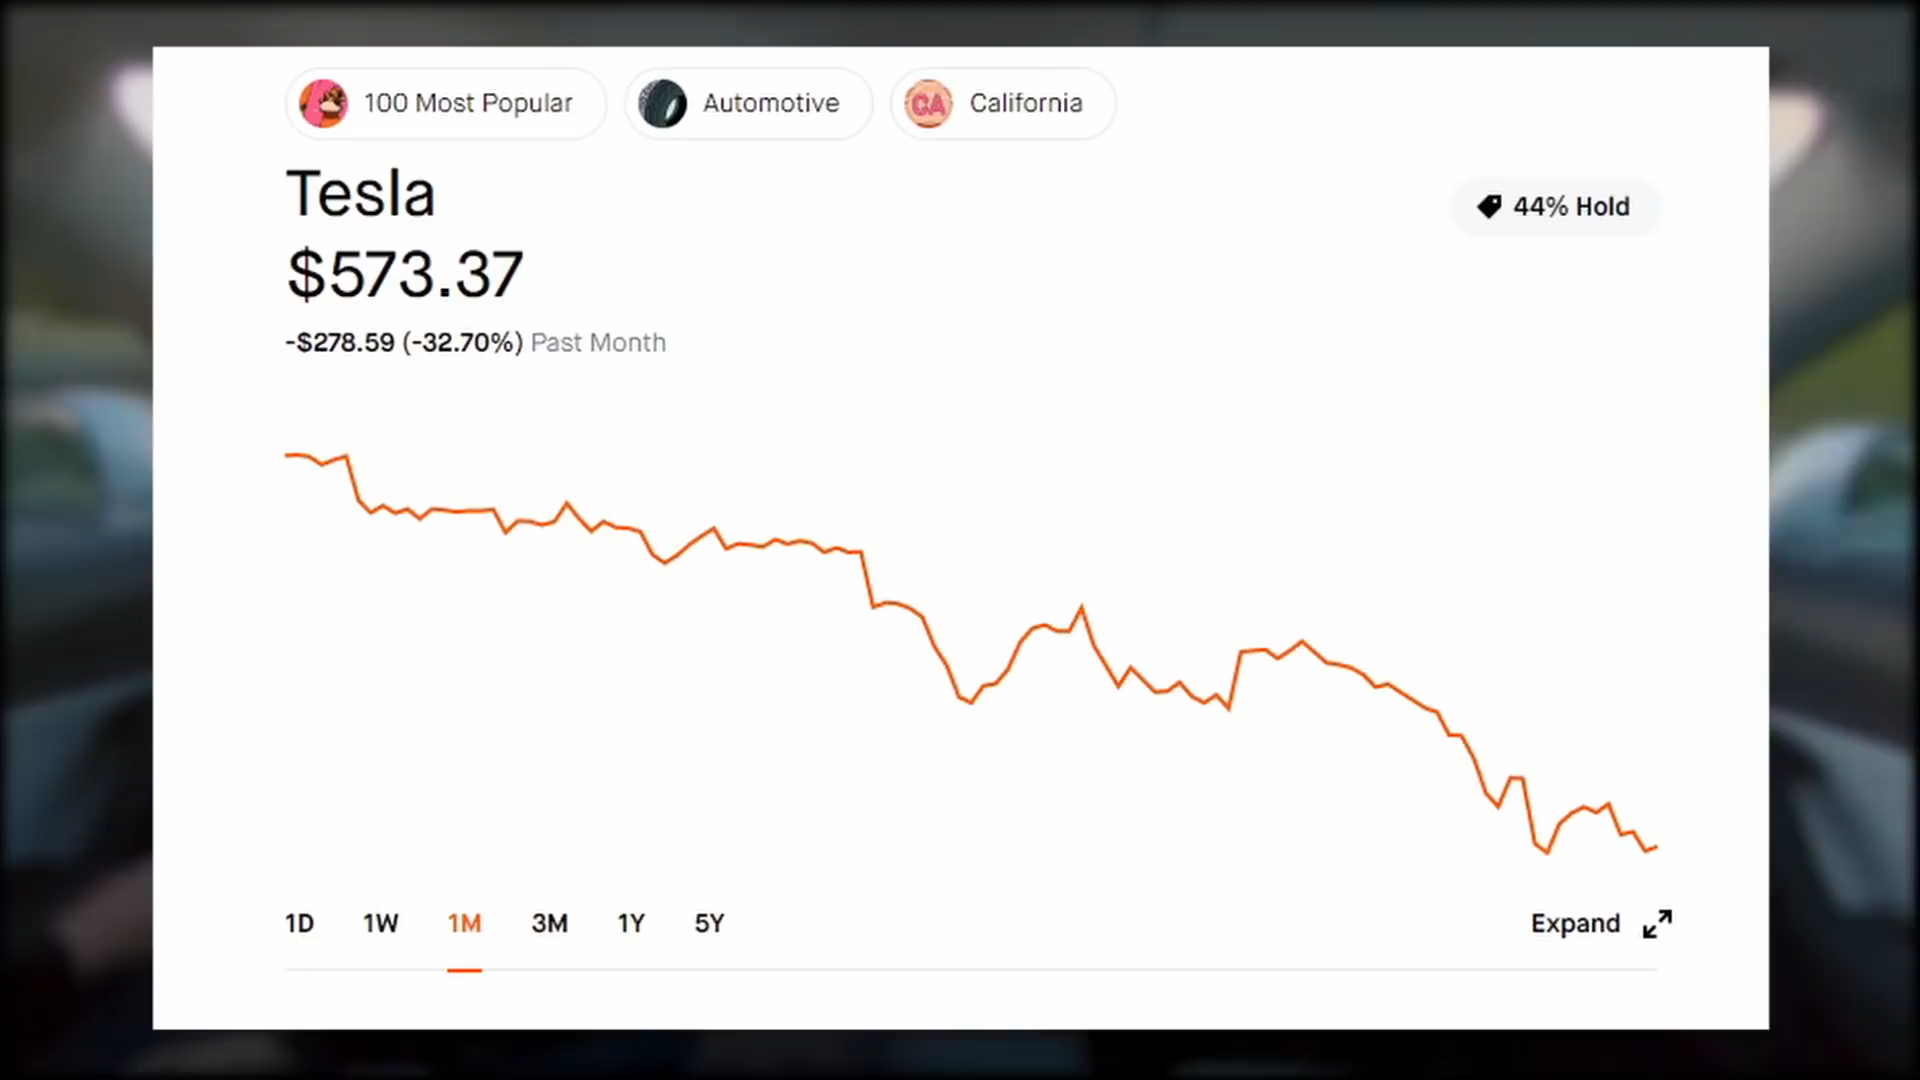 100 Most Popular
Automotive
CA California
Tesla
44% Hold
$573.37
-$278.59 (-32.70%) Past Month
1D 1W 1M 3M 1Y 5Y Expand